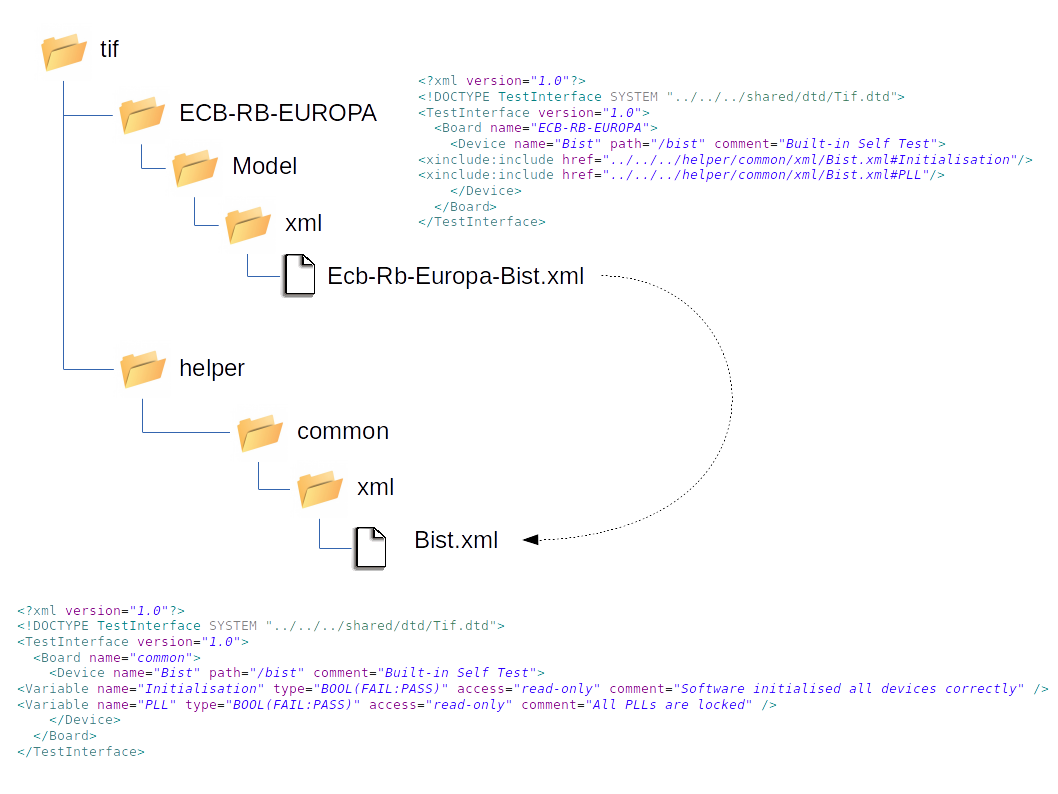 tif
ECB-RB-EUROPA
<?xml version="1.0"?>
<!DOCTYPE TestInterface SYSTEM "../../../shared/dtd/Tif.dtd">
<TestInterface version="1.0">
<Board name="ECB-RB-EUROPA">
<Device name="Bist" path="/bist" comment="Built-in Self Test">
<xinclude:include href="../../../helper/common/xml/Bist.xml#Initialisation"/>
<xinclude:include href="../../../helper/common/xml/Bist.xml#PLL"/>
</Device>
</Board>
</TestInterface>
Model
xml
Ecb-Rb-Europa-Bist.xml
helper
common
xml
Bist.xml
<?xml version="1.0"?>
<!DOCTYPE TestInterface SYSTEM "../../../shared/dtd/Tif.dtd">
<TestInterface version="1.0">
<Board name="common">
<Device name="Bist" path="/bist" comment="Built-in Self Test">
<Variable name="Initialisation" type="BOOL(FAIL:PASS)" access="read-only" comment="Software initialised all devices correctly" />
<Variable name="PLL" type="BOOL(FAIL:PASS)" access="read-only" comment="All PLLs are locked" />
</Device>
</Board>
</TestInterface>